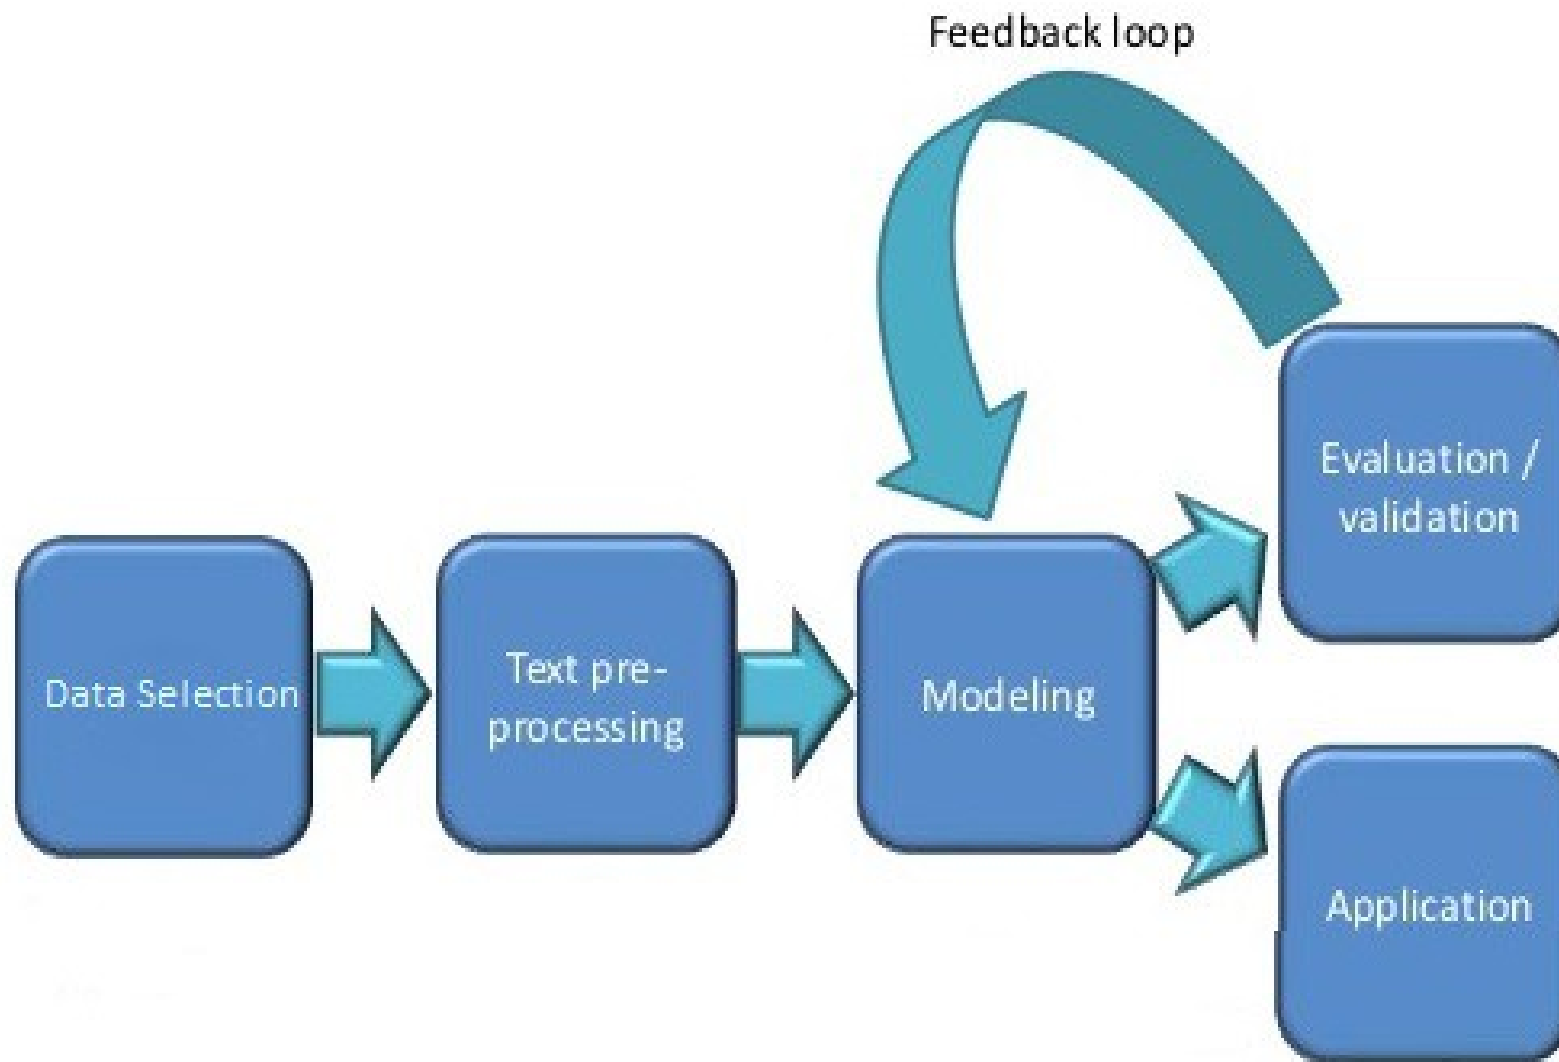 Feedback loop
Evaluation /
validation
Data Selection
Text pre-
processing
Modeling
Application